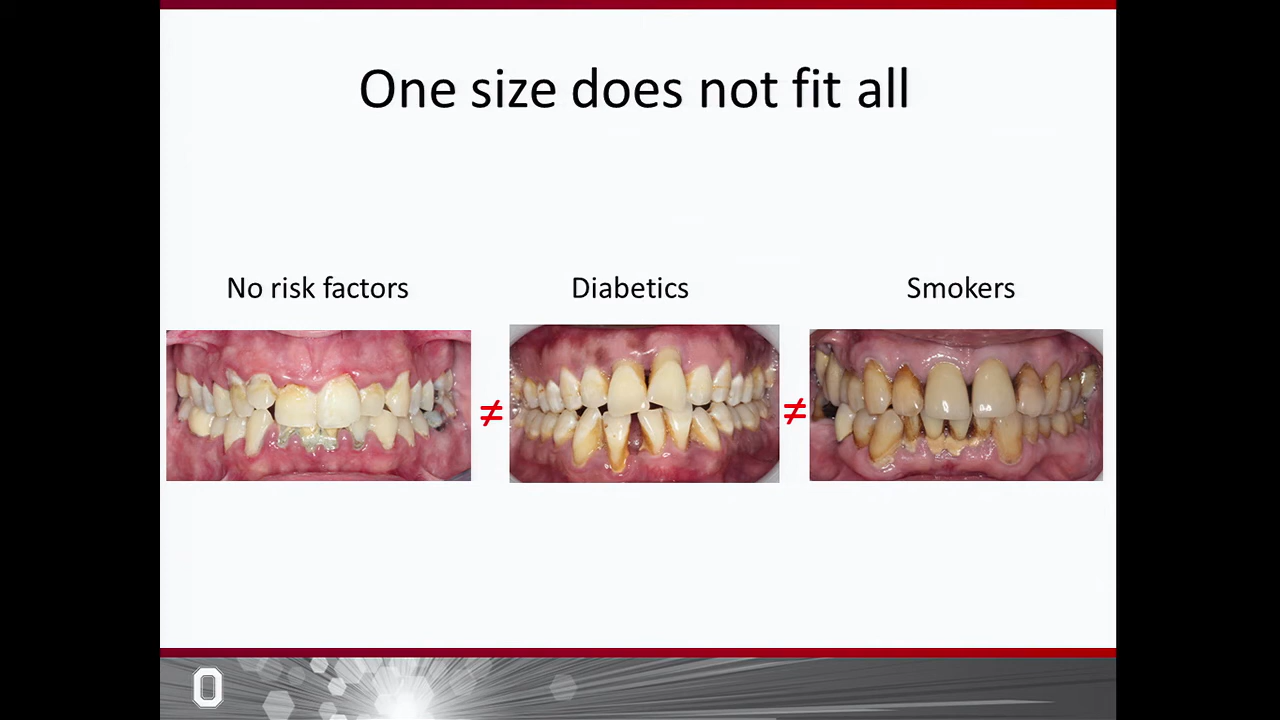 One size does not fit all
No risk factors
Diabetics
Smokers
≠
≠
O